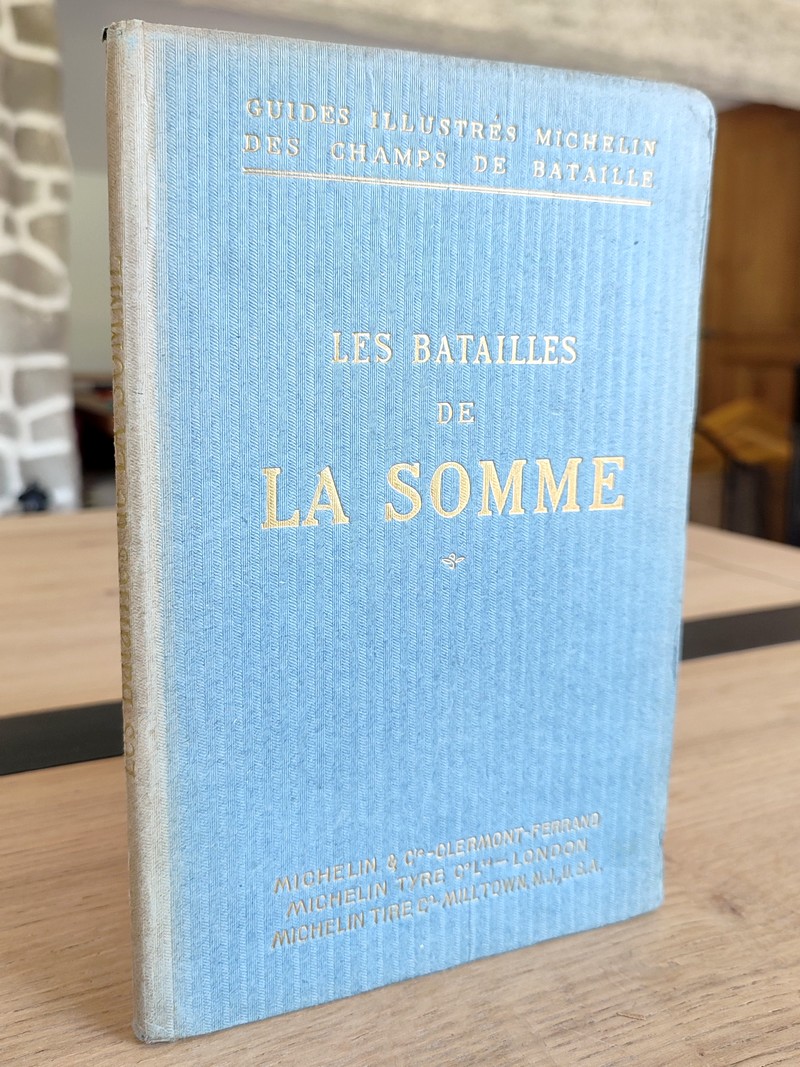 GUIDES ILLUSTRÉS MICHELIN
DES CHAMPS DE BATAILLE
LES BATAILLES
DE
LA SOMME
MICHELIN & Cie - CLERMONT-FERRAND
MICHELIN TYRE Co Ltd - LONDON
MICHELIN TIRE Co - MILLTOWN, N.J., U.S.A.